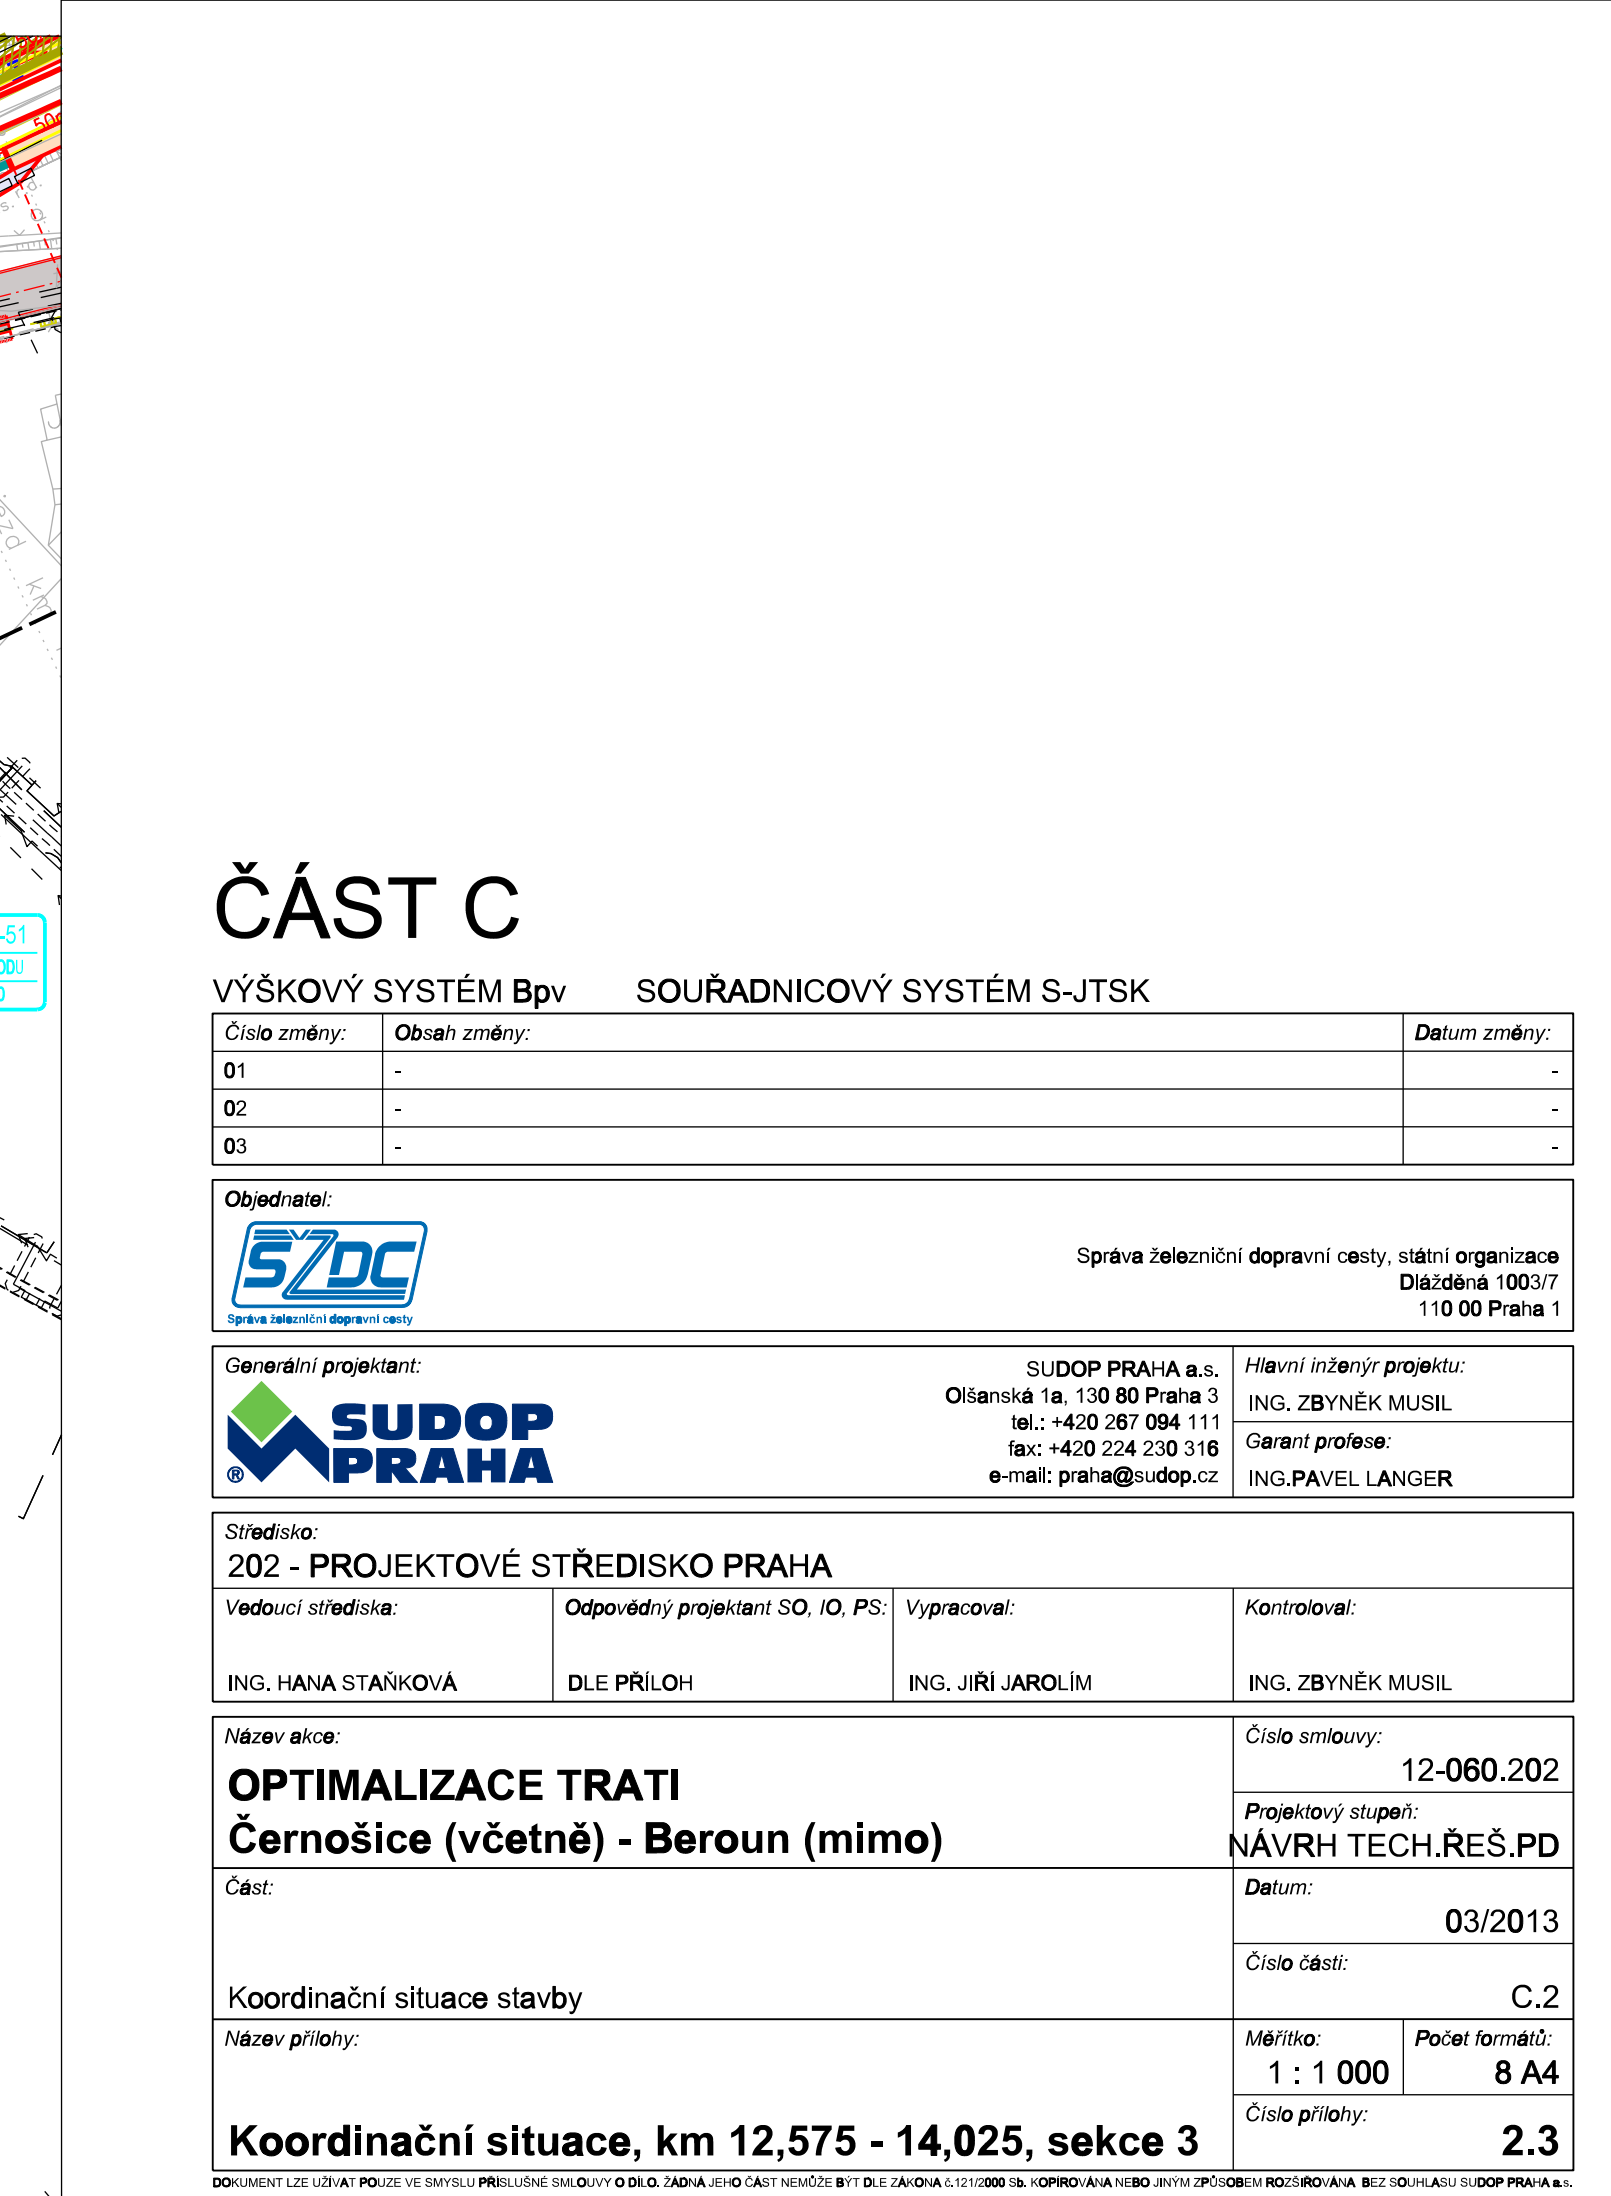 50
s. r.d.
ezd
km
-51
ODU
ČÁST C
VÝŠKOVÝ SYSTÉM Bpv SOUŘADNICOVÝ SYSTÉM S-JTSK
Číslo změny: Obsah změny: Datum změny:
01 - -
02 - -
03 - -
Objednatel:
SŽDC
Správa železniční dopravní cesty
Správa železniční dopravní cesty, státní organizace
Dlážděná 1003/7
110 00 Praha 1
Generální projektant:
SUDOP
PRAHA
®
SUDOP PRAHA a.s.
Olšanská 1a, 130 80 Praha 3
tel.: +420 267 094 111
fax: +420 224 230 316
e-mail: praha@sudop.cz
Hlavní inženýr projektu:
ING. ZBYNĚK MUSIL
Garant profese:
ING.PAVEL LANGER
Středisko:
202 - PROJEKTOVÉ STŘEDISKO PRAHA
Vedoucí střediska: Odpovědný projektant SO, IO, PS: Vypracoval: Kontroloval:
ING. HANA STAŇKOVÁ DLE PŘÍLOH ING. JIŘÍ JAROLÍM ING. ZBYNĚK MUSIL
Název akce:
OPTIMALIZACE TRATI
Černošice (včetně) - Beroun (mimo)
Číslo smlouvy:
12-060.202
Projektový stupeň:
NÁVRH TECH.ŘEŠ.PD
Část:
Koordinační situace stavby
Datum:
03/2013
Číslo části:
C.2
Název přílohy:
Koordinační situace, km 12,575 - 14,025, sekce 3
Měřítko: Počet formátů:
1 : 1 000 8 A4
Číslo přílohy:
2.3
DOKUMENT LZE UŽÍVAT POUZE VE SMYSLU PŘÍSLUŠNÉ SMLOUVY O DÍLO. ŽÁDNÁ JEHO ČÁST NEMŮŽE BÝT DLE ZÁKONA č.121/2000 Sb. KOPÍROVÁNA NEBO JINÝM ZPŮSOBEM ROZŠIŘOVÁNA BEZ SOUHLASU SUDOP PRAHA a.s.